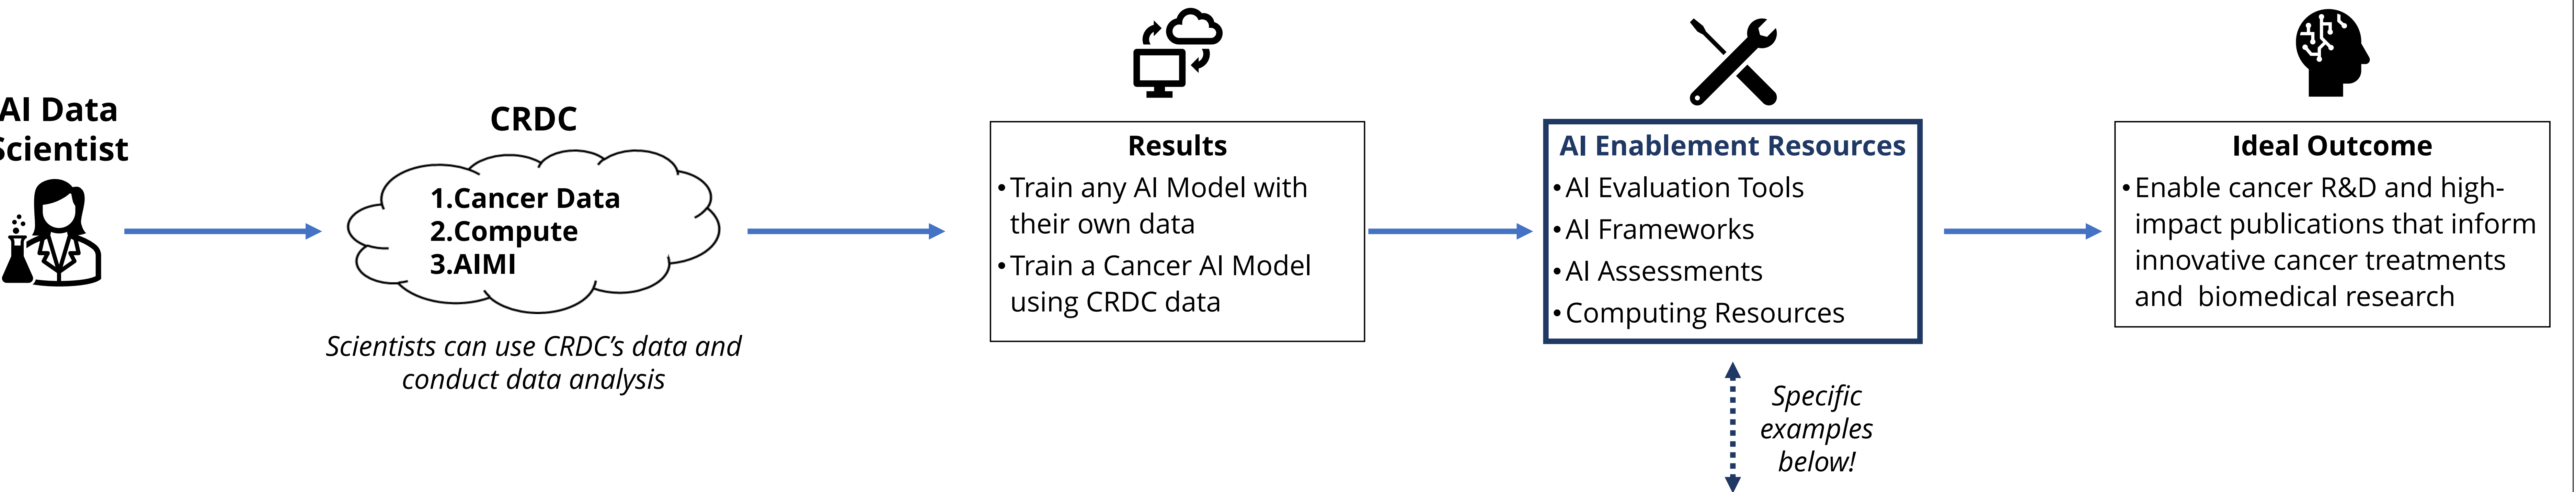 AI Data
Scientist
CRDC
1.Cancer Data
2.Compute
3.AIMI
Scientists can use CRDC’s data and
conduct data analysis
Results
•Train any AI Model with
their own data
•Train a Cancer AI Model
using CRDC data
AI Enablement Resources
•AI Evaluation Tools
•AI Frameworks
•AI Assessments
•Computing Resources
Specific
examples
below!
Ideal Outcome
•Enable cancer R&D and high-
impact publications that inform
innovative cancer treatments
and  biomedical research